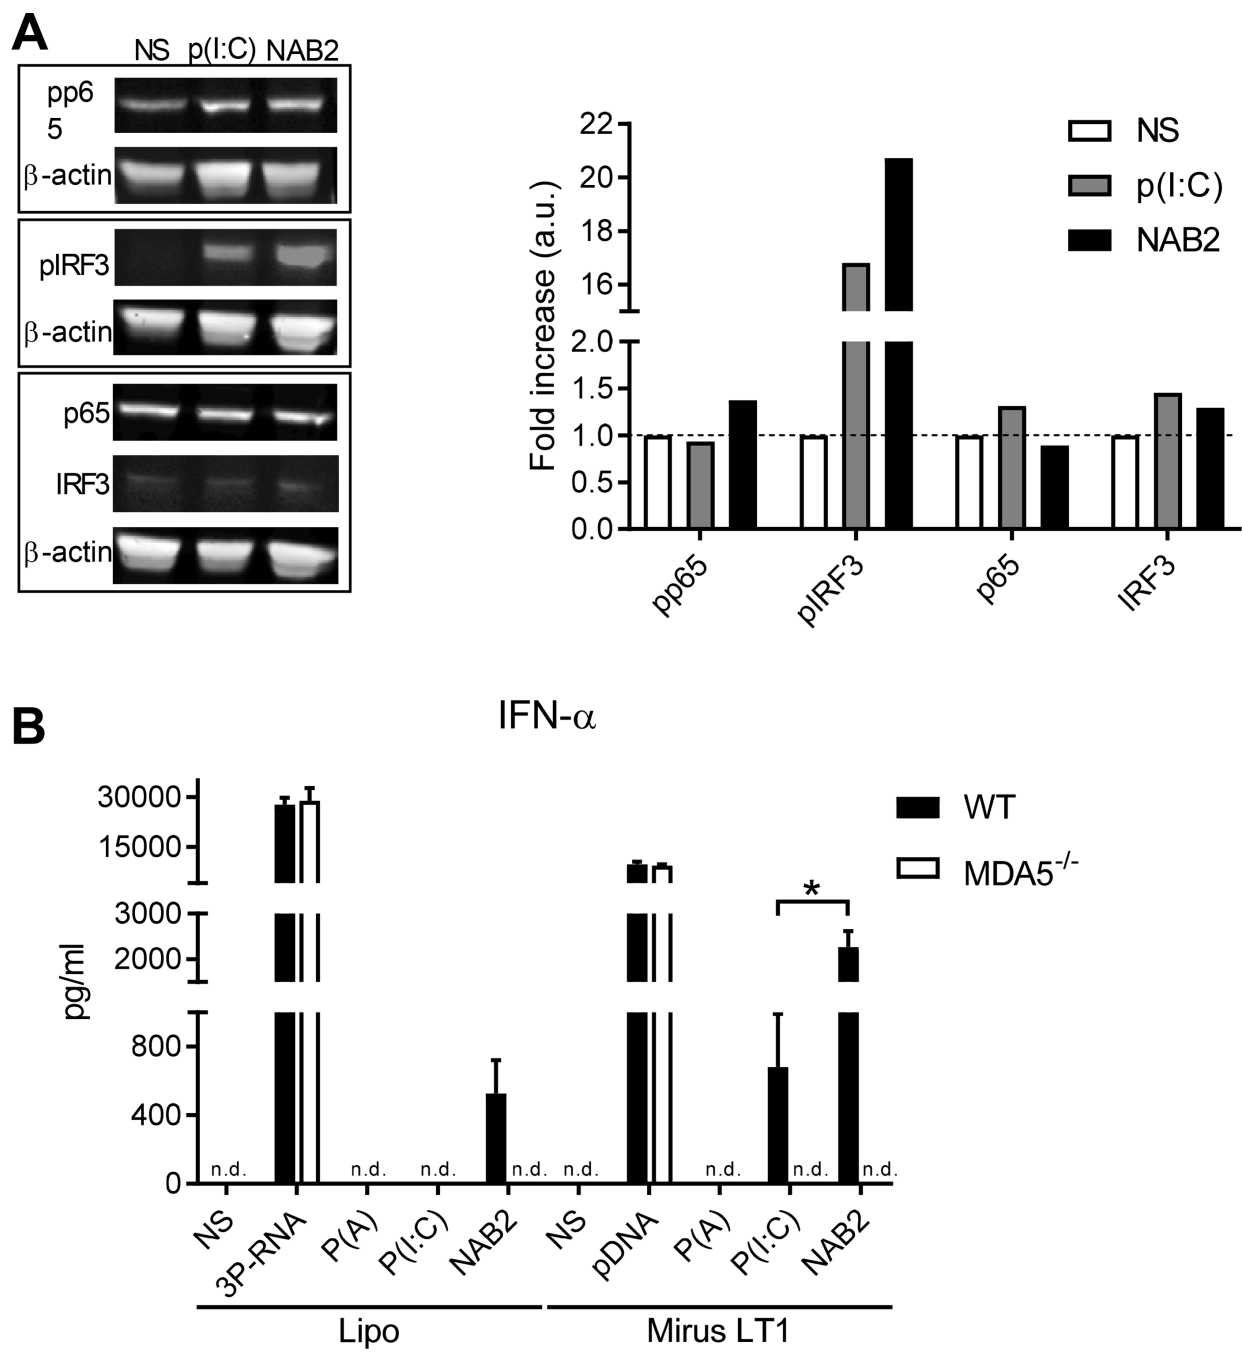 A
NS p(I:C) NAB2
pp6
5
β-actin
pIRF3
β-actin
p65
IRF3
β-actin
Fold increase (a.u.)
22
20
18
16
2.0
1.5
1.0
0.5
0.0
pp65 pIRF3 p65 IRF3
NS
p(I:C)
NAB2
B
IFN-α
pg/ml
30000
15000
3000
2000
800
400
0
n.d. n.d. n.d. n.d. n.d. n.d. n.d. n.d.
*
NS 3P-RNA P(A) P(I:C) NAB2 NS pDNA P(A) P(I:C) NAB2
Lipo Mirus LT1
WT
MDA5-/-